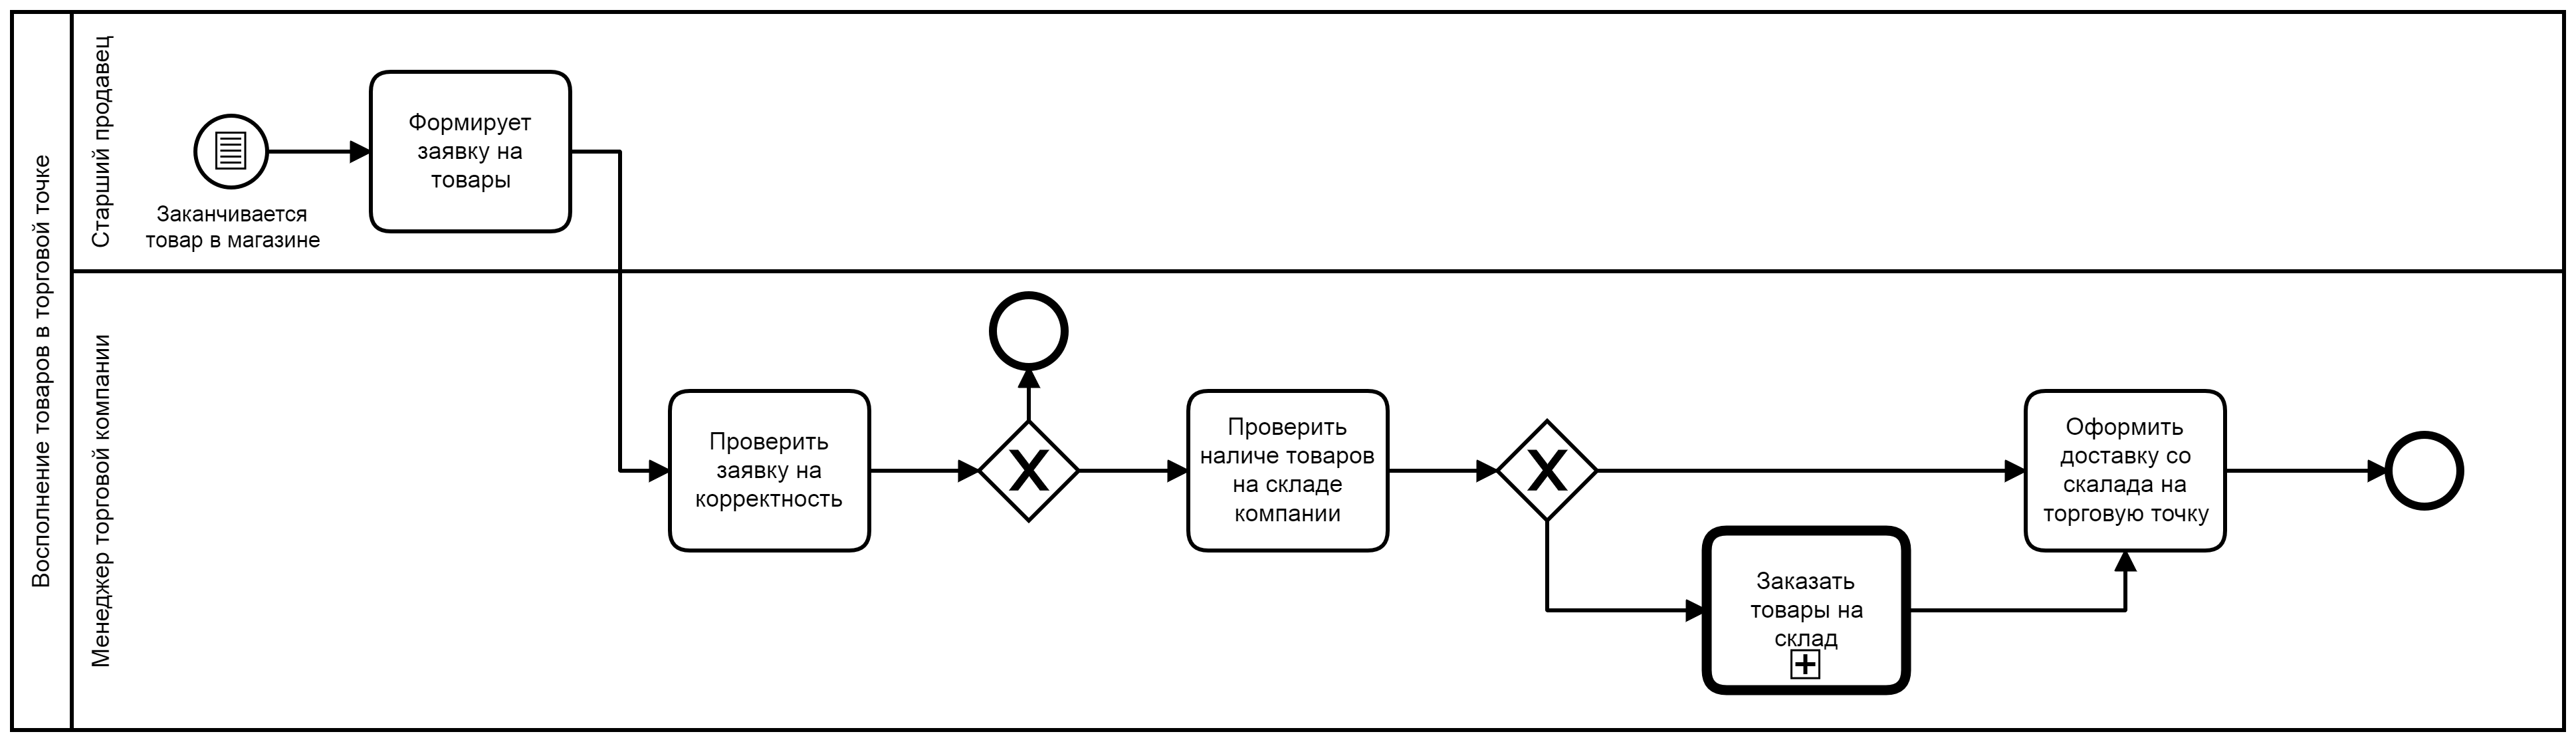 Восполнение товаров в торговой точке
Старший продавец
Заканчивается
товар в магазине
Формирует
заявку на
товары
Менеджер торговой компании
Проверить
заявку на
корректность
X
Проверить
наличе товаров
на складе
компании
X
Заказать
товары на
склад
Оформить
доставку со
скалада на
торговую точку